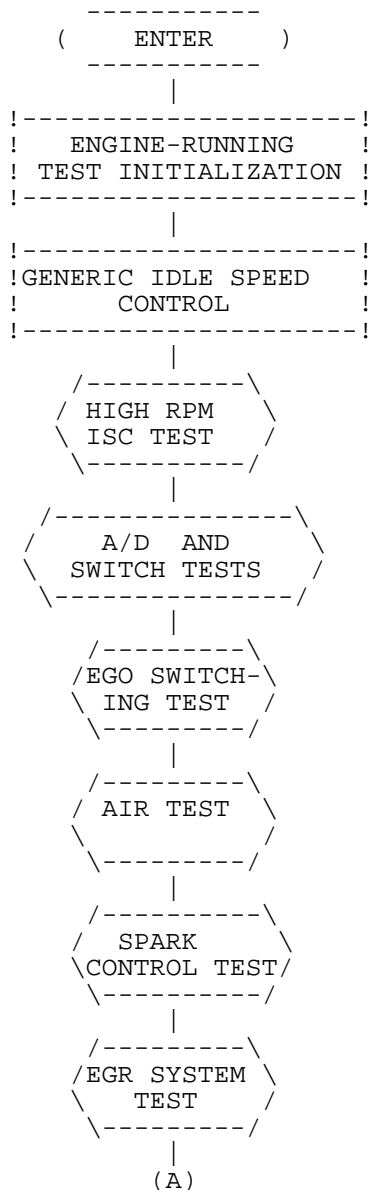 ENTER
ENGINE-RUNNING
TEST INITIALIZATION
GENERIC IDLE SPEED
CONTROL
HIGH RPM
ISC TEST
A/D AND
SWITCH TESTS
EGO SWITCH-
ING TEST
AIR TEST
SPARK
CONTROL TEST
EGR SYSTEM
TEST
(A)